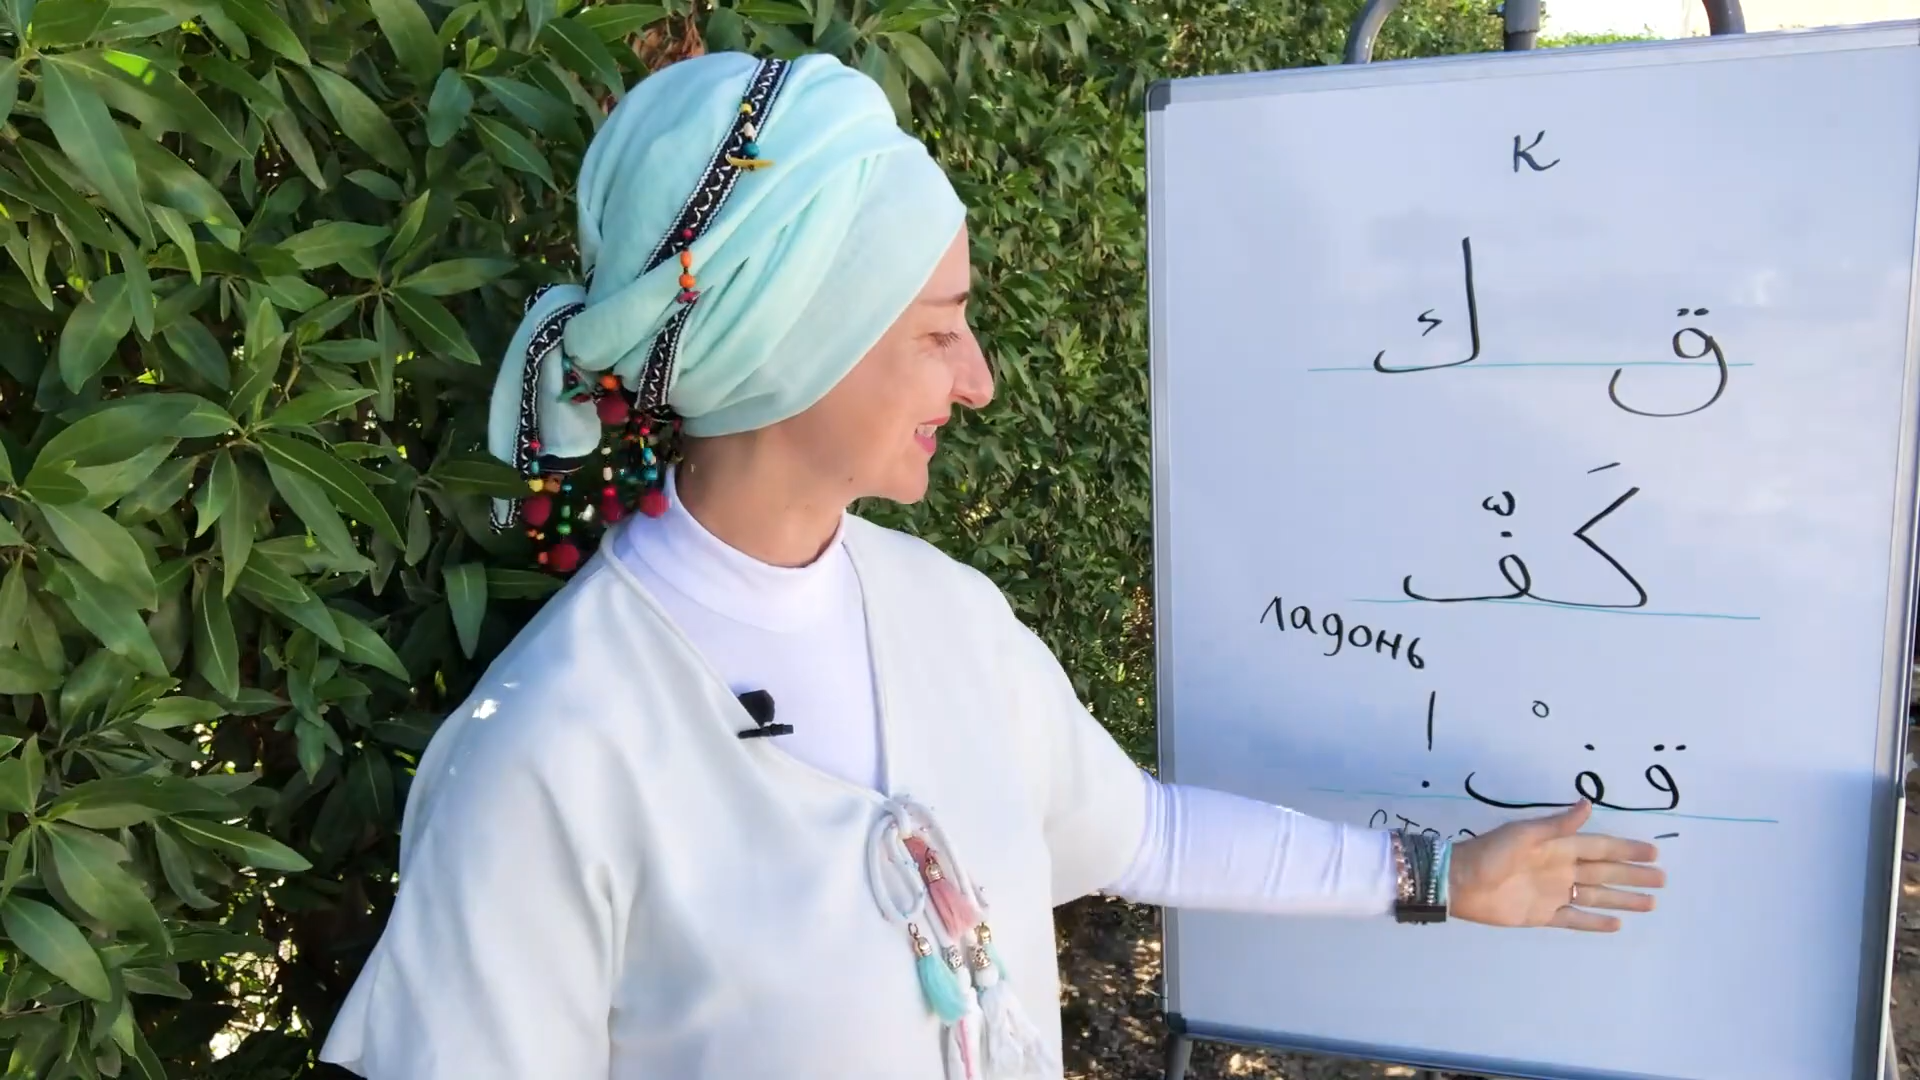 к
ق ك
كَفّ
ладонь
قِفْ!